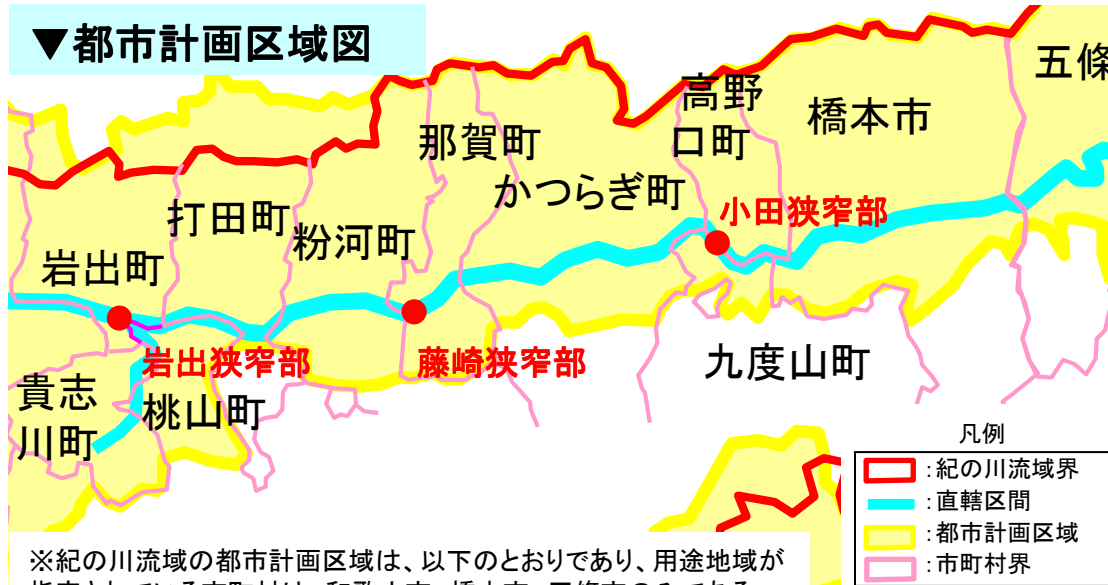 ▼都市計画区域図
五條
高野
口町
橋本市
那賀町
かつらぎ町
小田狭窄部
打田町
粉河町
岩出町
岩出狭窄部
藤崎狭窄部
九度山町
貴志
川町
桃山町
凡例
:紀の川流域界
:直轄区間
:都市計画区域
:市町村界
※紀の川流域の都市計画区域は、以下のとおりであり、用途地域が